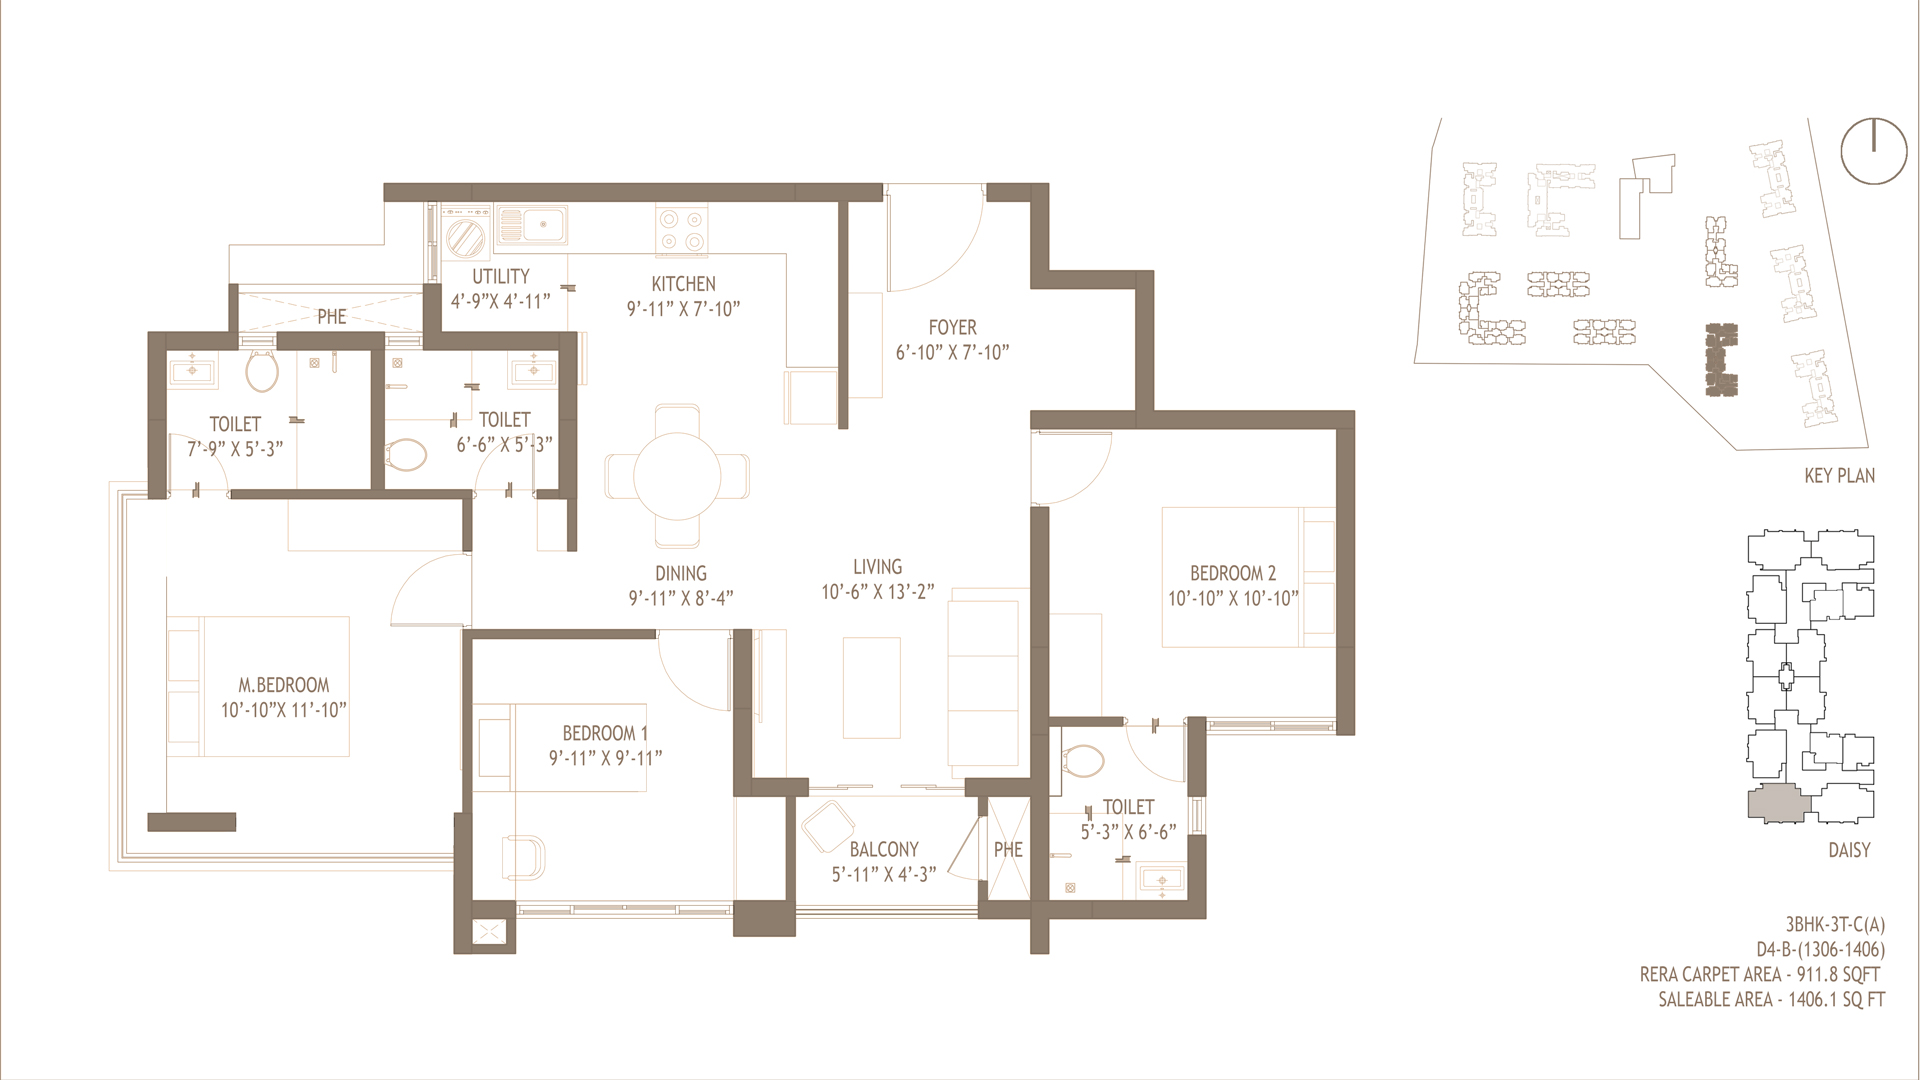 UTILITY
4’-9”X 4’-11”
KITCHEN
9’-11” X 7’-10”
PHE
FOYER
6’-10” X 7’-10”
TOILET
7’-9” X 5’-3”
TOILET
6’-6” X 5’-3”
DINING
9’-11” X 8’-4”
LIVING
10’-6” X 13’-2”
BEDROOM 2
10’-10” X 10’-10”
M.BEDROOM
10’-10”X 11’-10”
BEDROOM 1
9’-11” X 9’-11”
BALCONY
5’-11” X 4’-3”
PHE
TOILET
5’-3” X 6’-6”
KEY PLAN
DAISY
3BHK-3T-C(A)
D4-B-(1306-1406)
RERA CARPET AREA - 911.8 SQFT
SALEABLE AREA - 1406.1 SQ FT